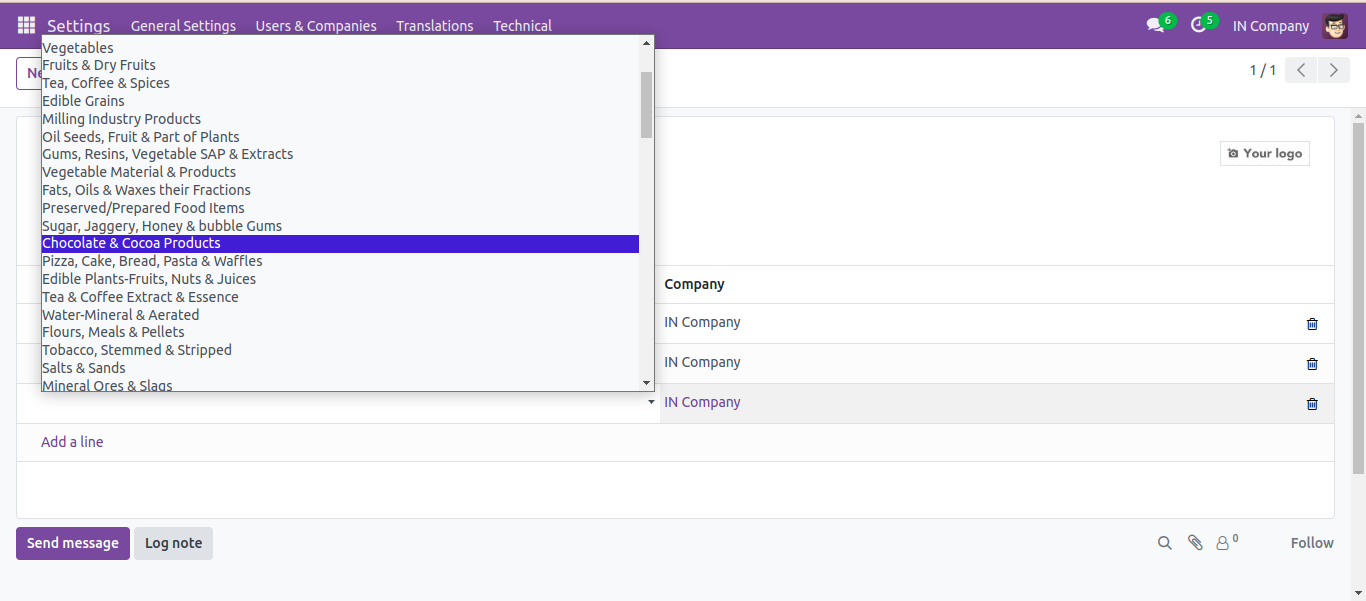 Settings General Settings Users & Companies Translations Technical 6 5 IN Company
Ne
1 / 1
Vegetables
Fruits & Dry Fruits
Tea, Coffee & Spices
Edible Grains
Milling Industry Products
Oil Seeds, Fruit & Part of Plants
Gums, Resins, Vegetable SAP & Extracts
Vegetable Material & Products
Fats, Oils & Waxes their Fractions
Preserved/Prepared Food Items
Sugar, Jaggery, Honey & bubble Gums
Chocolate & Cocoa Products
Pizza, Cake, Bread, Pasta & Waffles
Edible Plants-Fruits, Nuts & Juices
Tea & Coffee Extract & Essence
Water-Mineral & Aerated
Flours, Meals & Pellets
Tobacco, Stemmed & Stripped
Salts & Sands
Mineral Ores & Slags
Your logo
Company
IN Company
IN Company
IN Company
Add a line
Send message Log note 0 Follow